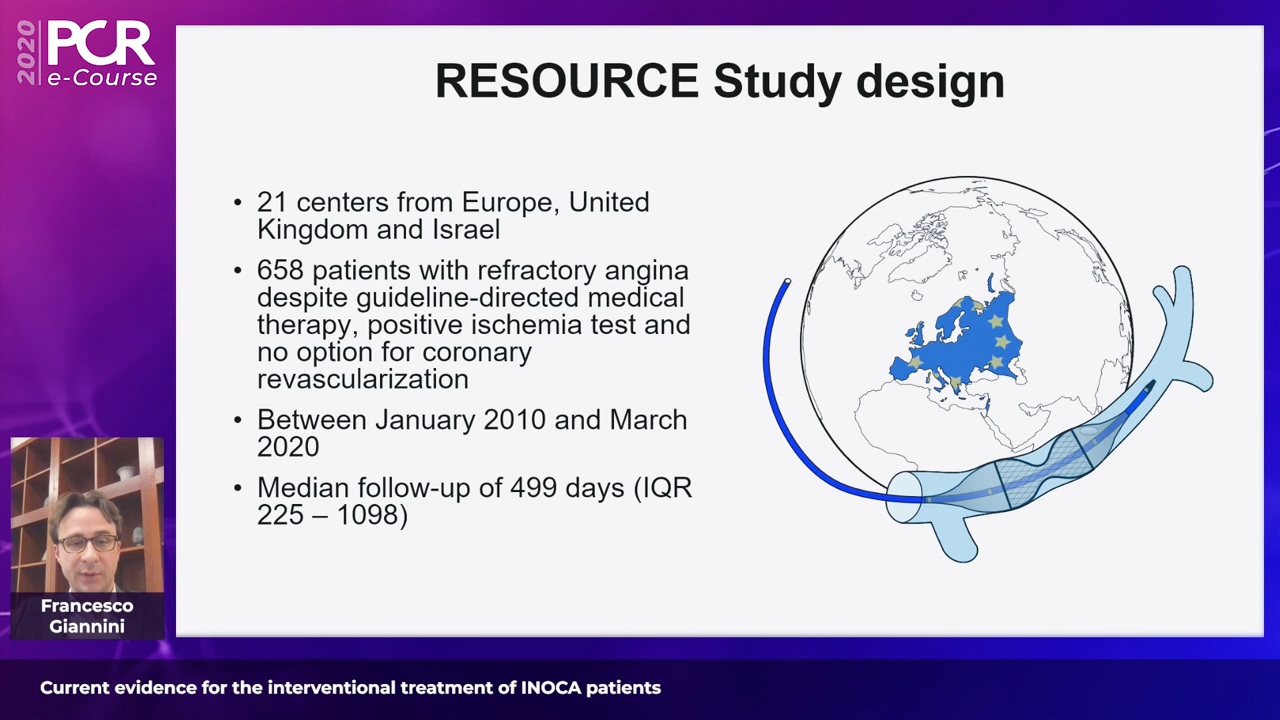 2020
PCR
e-Course
RESOURCE Study design
• 21 centers from Europe, United
Kingdom and Israel
• 658 patients with refractory angina
despite guideline-directed medical
therapy, positive ischemia test and
no option for coronary
revascularization
• Between January 2010 and March
2020
• Median follow-up of 499 days (IQR
225 – 1098)
Francesco
Giannini
Current evidence for the interventional treatment of INOCA patients